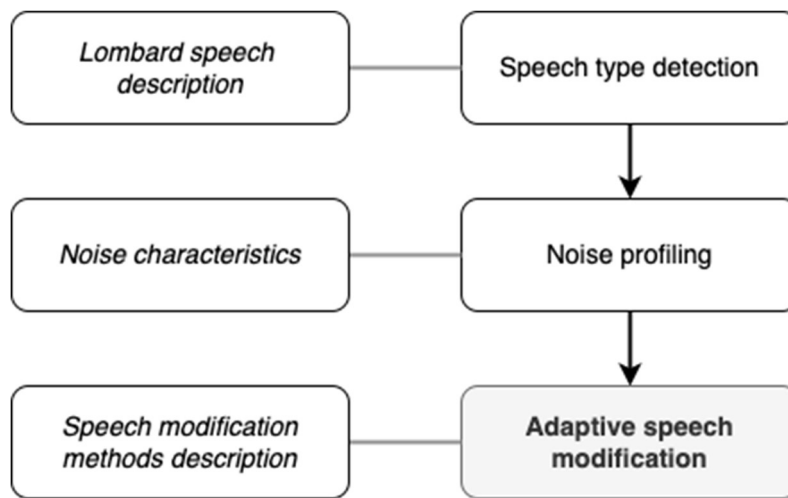 Lombard speech
description
Speech type detection
Noise characteristics
Noise profiling
Speech modification
methods description
Adaptive speech
modification